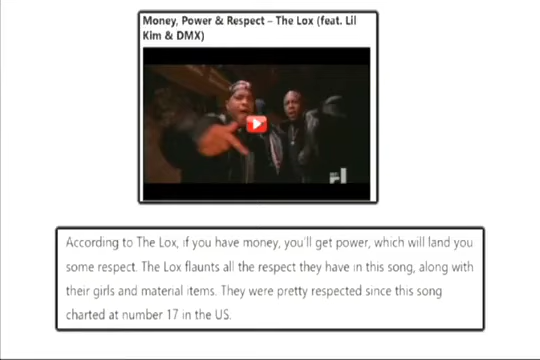 Money, Power & Respect – The Lox (feat. Lil
Kim & DMX)
According to The Lox, if you have money, you'll get power, which will land you
some respect. The Lox flaunts all the respect they have in this song, along with
their girls and material items. They were pretty respected since this song
charted at number 17 in the US.